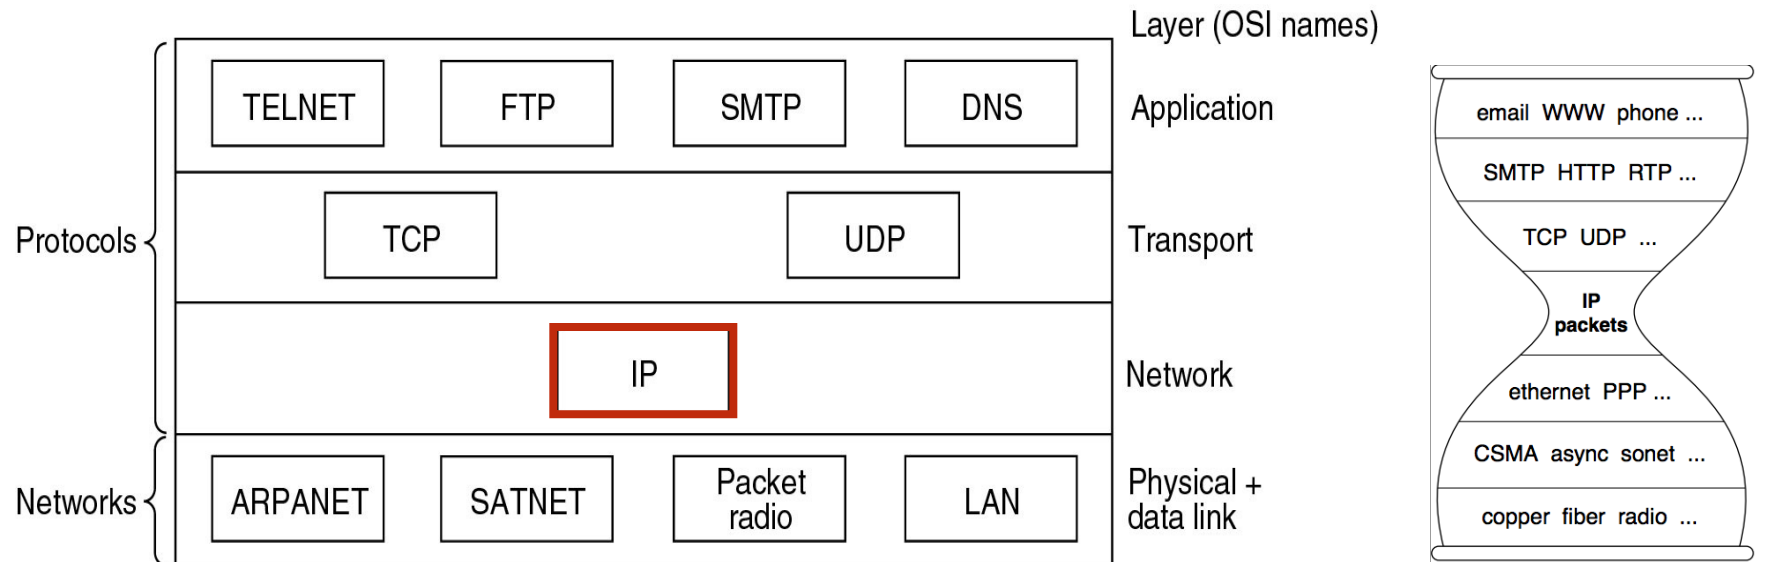 Layer (OSI names)
TELNET FTP SMTP DNS Application
Protocols TCP UDP Transport
IP Network
Networks ARPANET SATNET Packet radio LAN Physical +
data link
email WWW phone ...
SMTP HTTP RTP ...
TCP UDP ...
IP
packets
ethernet PPP ...
CSMA async sonet ...
copper fiber radio ...